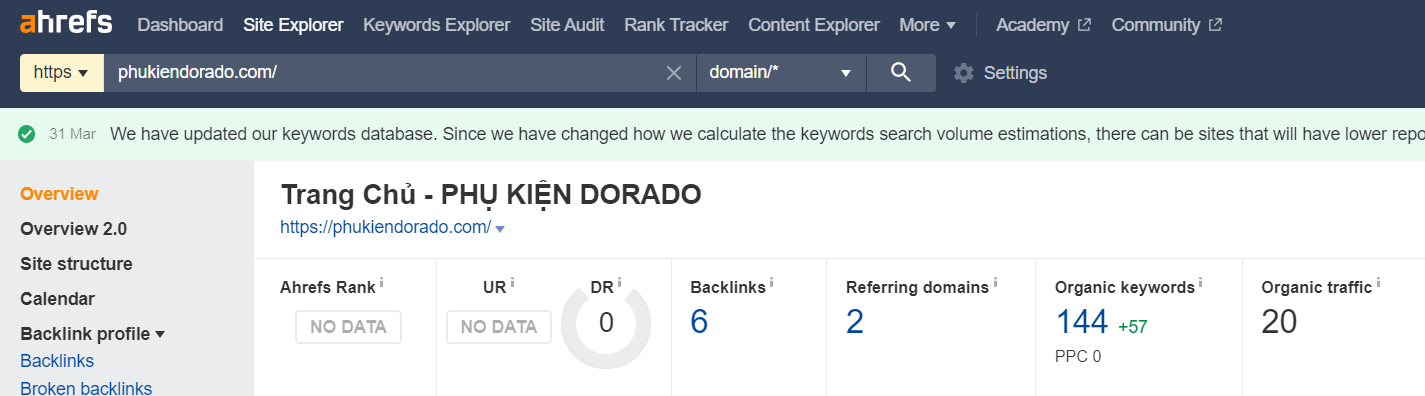 ahrefs Dashboard Site Explorer Keywords Explorer Site Audit Rank Tracker Content Explorer More Academy Community
https phukiendorado.com/ domain/* Settings
31 Mar We have updated our keywords database. Since we have changed how we calculate the keywords search volume estimations, there can be sites that will have lower repo
Overview
Overview 2.0
Site structure
Calendar
Backlink profile
Backlinks
Broken backlinks
Trang Chủ - PHỤ KIỆN DORADO
https://phukiendorado.com/
Ahrefs Rank i UR i DR i Backlinks i Referring domains i Organic keywords i Organic traffic i
NO DATA NO DATA 0 6 2 144 +57 20
PPC 0